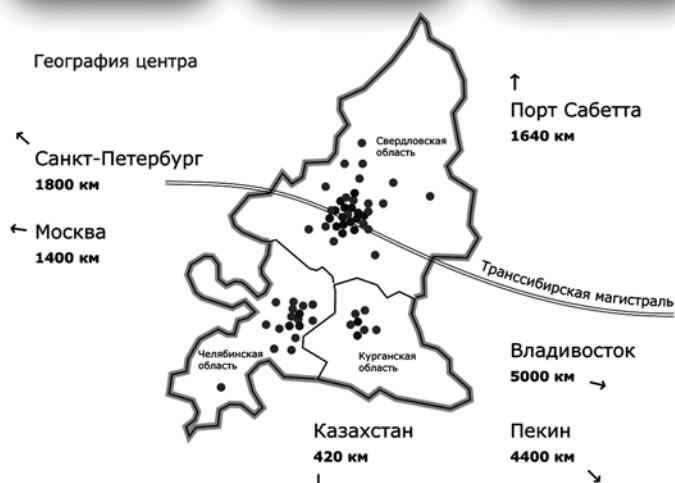 География центра
Порт Сабетта
1640 км
Свердловская
область
Санкт-Петербург
1800 км
Москва
1400 км
Транссибирская магистраль
Челябинская
область
Курганская
область
Владивосток
5000 км
Казахстан
420 км
Пекин
4400 км